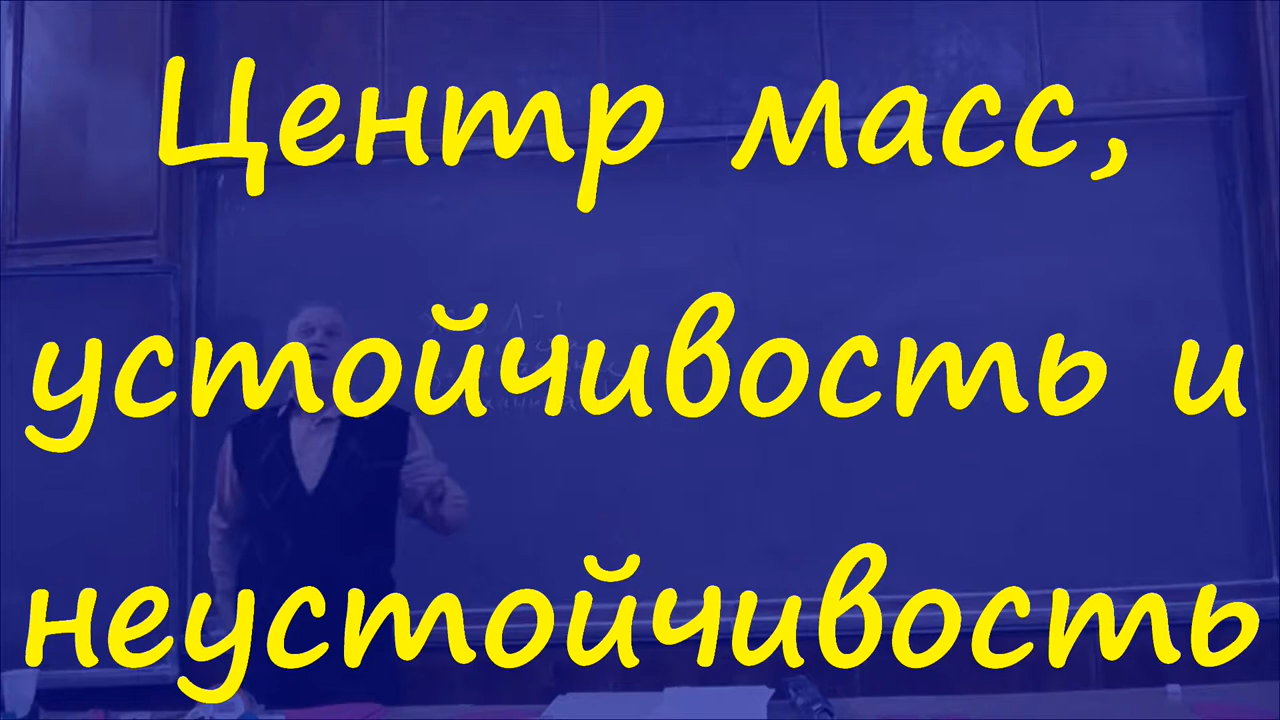 Центр масс,
устойчивость и
неустойчивость